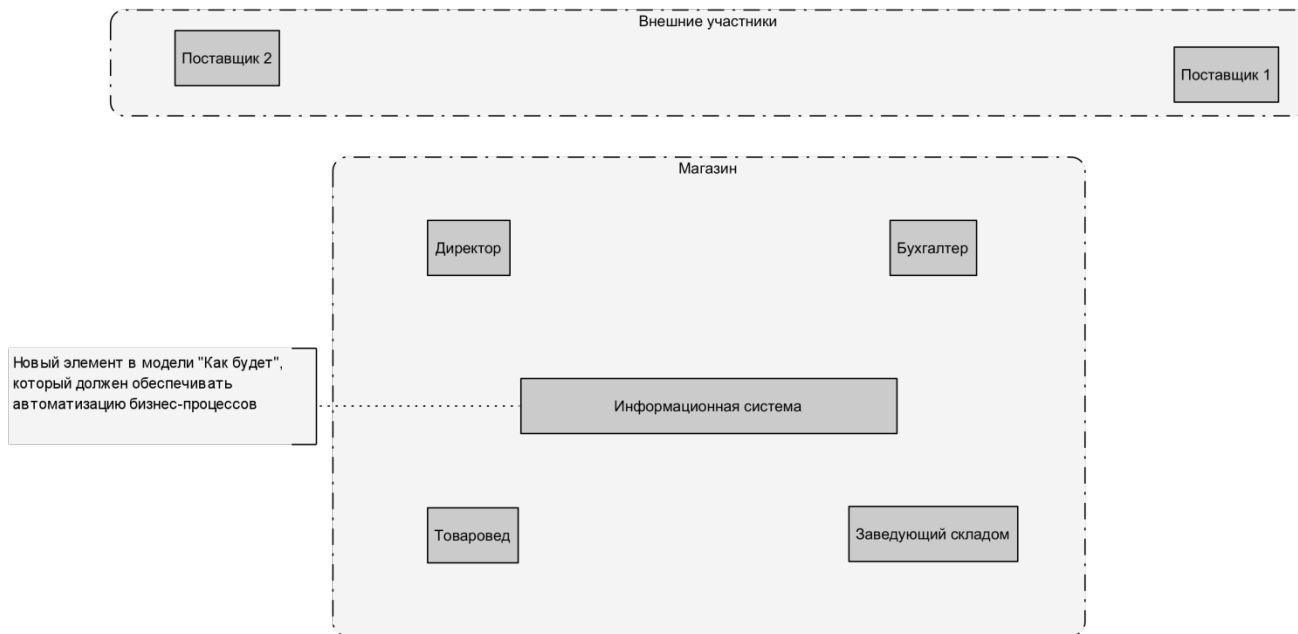 Внешние участники
Поставщик 2
Поставщик 1
Магазин
Директор
Бухгалтер
Новый элемент в модели "Как будет",
который должен обеспечивать
автоматизацию бизнес-процессов
Информационная система
Товаровед
Заведующий складом